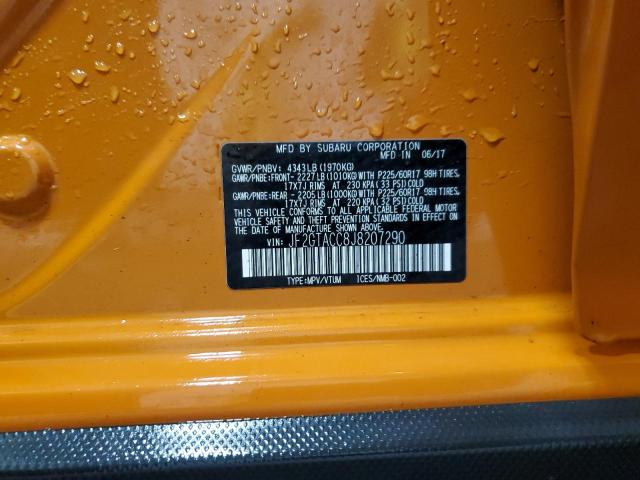 MFD BY SUBARU CORPORATION
MFD IN 06/17
GVWR/PNBV: 4343LB(1970KG)
GAWR/PNBE:FRONT- 2227LB(1010KG)WITH P225/60R17 98H TIRES,
17X7J RIMS AT 230 KPA(33 PSI)COLD
GAWR/PNBE:REAR -2205LB(1000KG)WITH P225/60R17 98H TIRES,
17X7J RIMS AT 220 KPA(32 PSI)COLD
THIS VEHICLE CONFORMS TO ALL APPLICABLE FEDERAL MOTOR
VEHICLE SAFETY AND THEFT PREVENTION STANDARDS IN EFFECT ON
THE DATE OF MANUFACTURE SHOWN ABOVE.
VIN: JF2GTACC8J8207290
TYPE:MPV/VTUM ICES/NMB-002